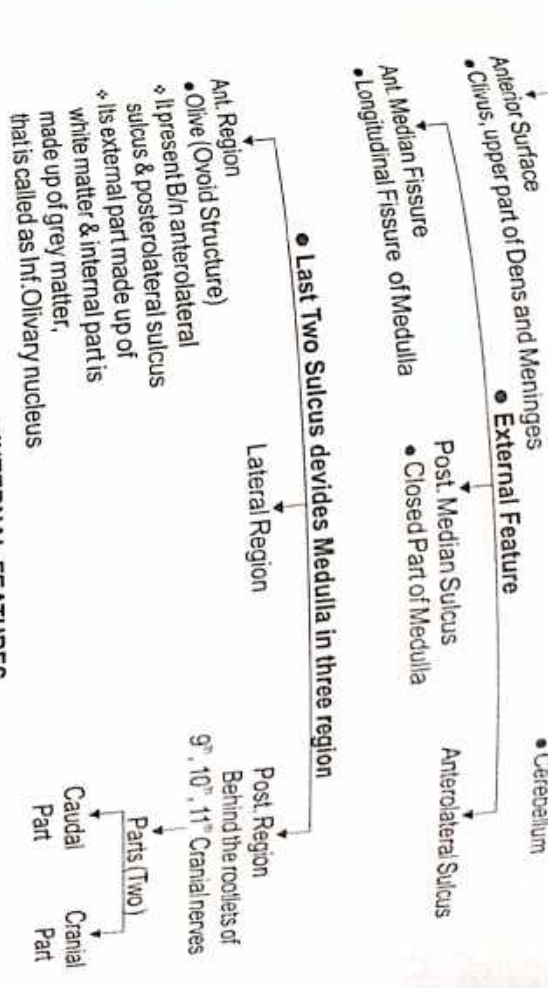 Cerebellum
Anterior Surface
• Clivus, upper part of Dens and Meninges
• External Feature
Ant. Median Fissure
• Longitudinal Fissure of Medulla
Post. Median Sulcus
• Closed Part of Medulla
Anterolateral Sulcus
• Last Two Sulcus devides Medulla in three region
Ant. Region
• Olive (Ovoid Structure)
❖ It present B/n anterolateral
sulcus & posterolateral sulcus
❖ Its external part made up of
white matter & internal part is
made up of grey matter,
that is called as Inf. Olivary nucleus
Lateral Region
Post. Region
Behind the rootlets of
9th, 10th, 11th Cranial nerves
Parts (Two)
Caudal
Part
Cranial
Part
INTERNAL FEATURES